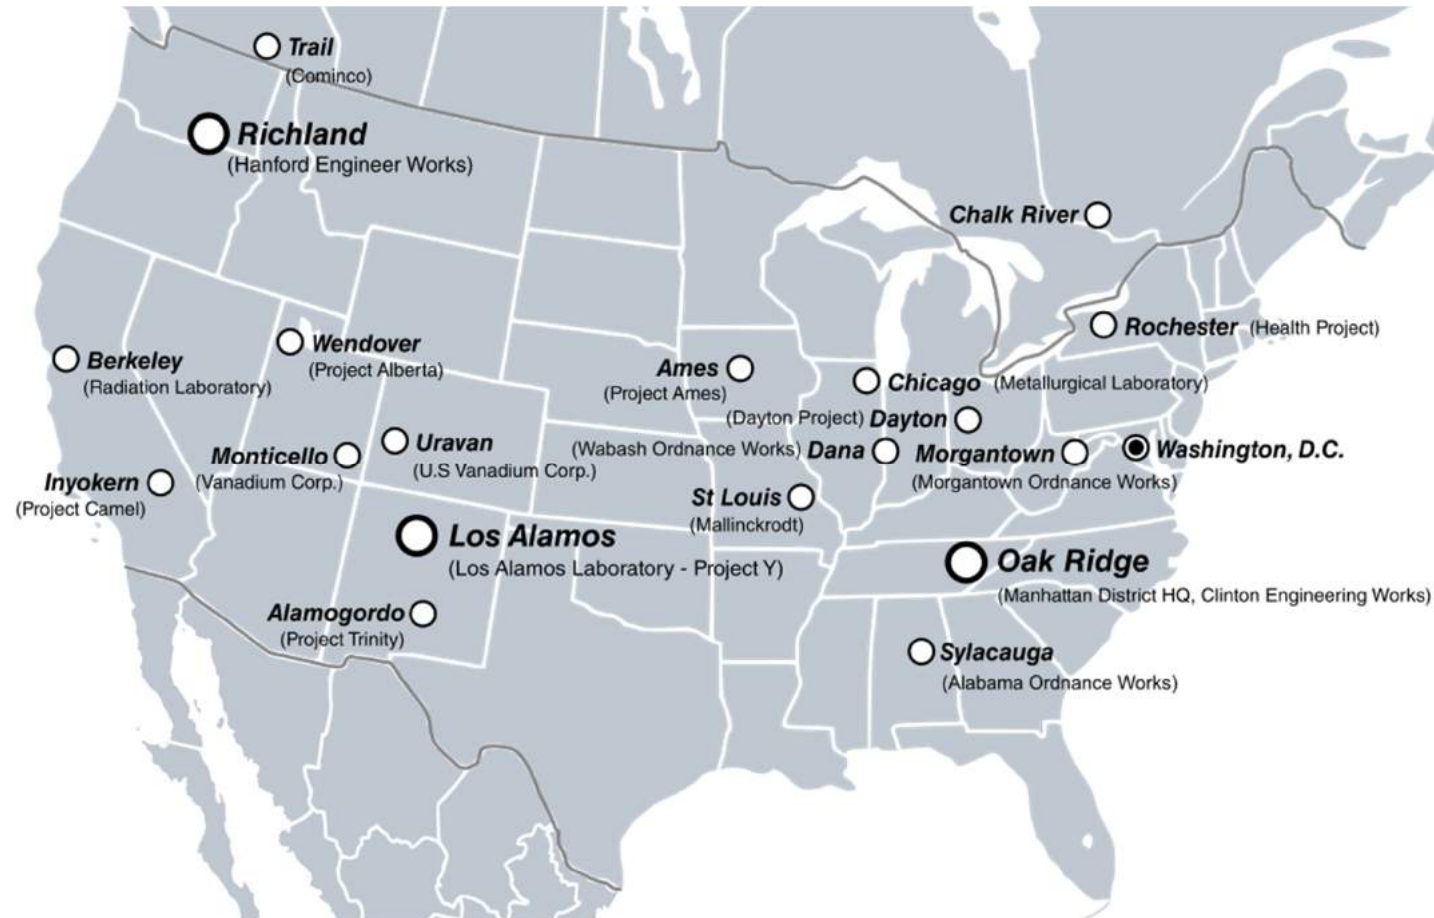 Trail
(Cominco)
Richland
(Hanford Engineer Works)
Chalk River
Rochester (Health Project)
Wendover
(Project Alberta)
Berkeley
(Radiation Laboratory)
Ames
(Project Ames)
Chicago (Metallurgical Laboratory)
(Dayton Project) Dayton
(Wabash Ordnance Works) Dana
Morgantown
(Morgantown Ordnance Works)
Washington, D.C.
Uravan
(U.S Vanadium Corp.)
Monticello
(Vanadium Corp.)
Inyokern
(Project Camel)
St Louis
(Mallinckrodt)
Los Alamos
(Los Alamos Laboratory - Project Y)
Oak Ridge
(Manhattan District HQ, Clinton Engineering Works)
Alamogordo
(Project Trinity)
Sylacauga
(Alabama Ordnance Works)